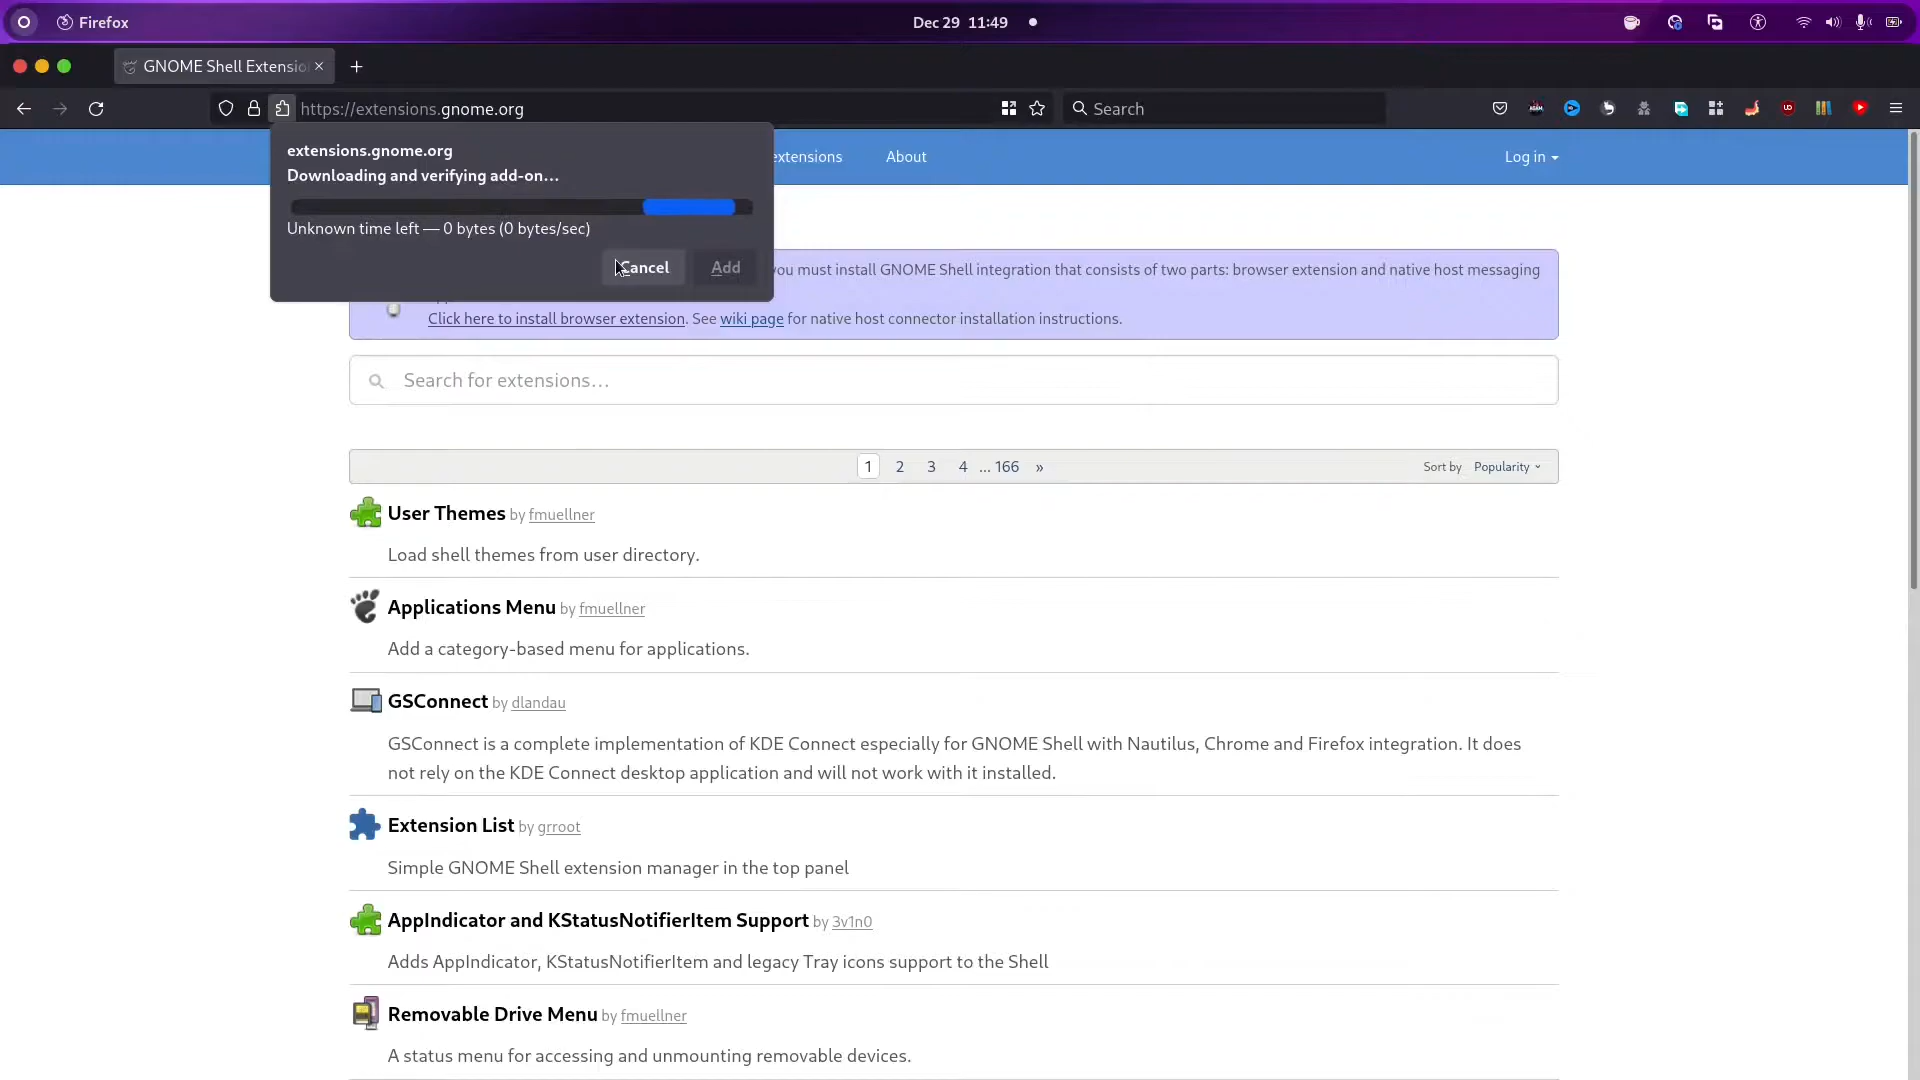 Firefox
Dec 29 11:49
GNOME Shell Extensio
https://extensions.gnome.org
Search
extensions.gnome.org
Downloading and verifying add-on...
Unknown time left — 0 bytes (0 bytes/sec)
Cancel
Add
extensions
About
Log in
you must install GNOME Shell integration that consists of two parts: browser extension and native host messaging
Click here to install browser extension. See wiki page for native host connector installation instructions.
Search for extensions...
1 2 3 4 ... 166 »
Sort by Popularity
User Themes by fmuellner
Load shell themes from user directory.
Applications Menu by fmuellner
Add a category-based menu for applications.
GSConnect by dlandau
GSConnect is a complete implementation of KDE Connect especially for GNOME Shell with Nautilus, Chrome and Firefox integration. It does
not rely on the KDE Connect desktop application and will not work with it installed.
Extension List by grroot
Simple GNOME Shell extension manager in the top panel
AppIndicator and KStatusNotifierItem Support by 3v1n0
Adds AppIndicator, KStatusNotifierItem and legacy Tray icons support to the Shell
Removable Drive Menu by fmuellner
A status menu for accessing and unmounting removable devices.